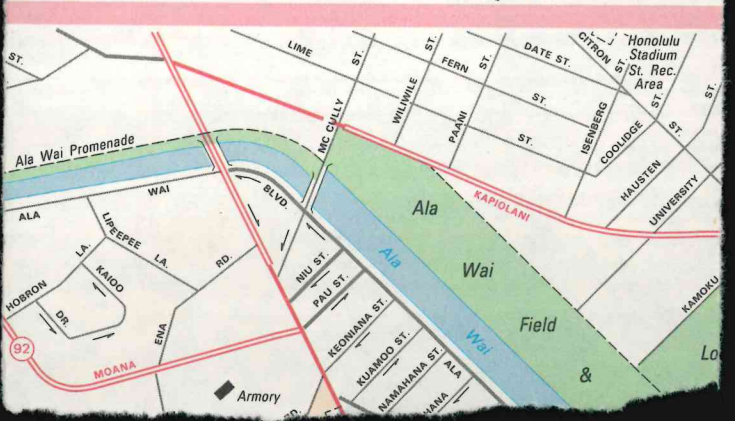 ST.
LIME
ST.
ST.
FERN
ST.
ST.
DATE ST.
CITRON
ISENBERG ST.
Honolulu
Stadium
St. Rec.
Area
MC CULLY
WILIWILE
PAANI
ST.
COOLIDGE ST.
ST.
HAUSTEN
UNIVERSITY
ST.
Ala Wai Promenade
ALA WAI BLVD.
KAPIOLANI
Ala
Wai
Field
&
Ala
Wai
LIPEEPEE
LA.
HOBRON
LA.
KAIOO
DR.
ENA
RD.
NIU ST.
PAU ST.
KEONIANA ST.
KUAMOO ST.
NAMAHANA ST.
ALA
KAMOKU
92
MOANA
Armory